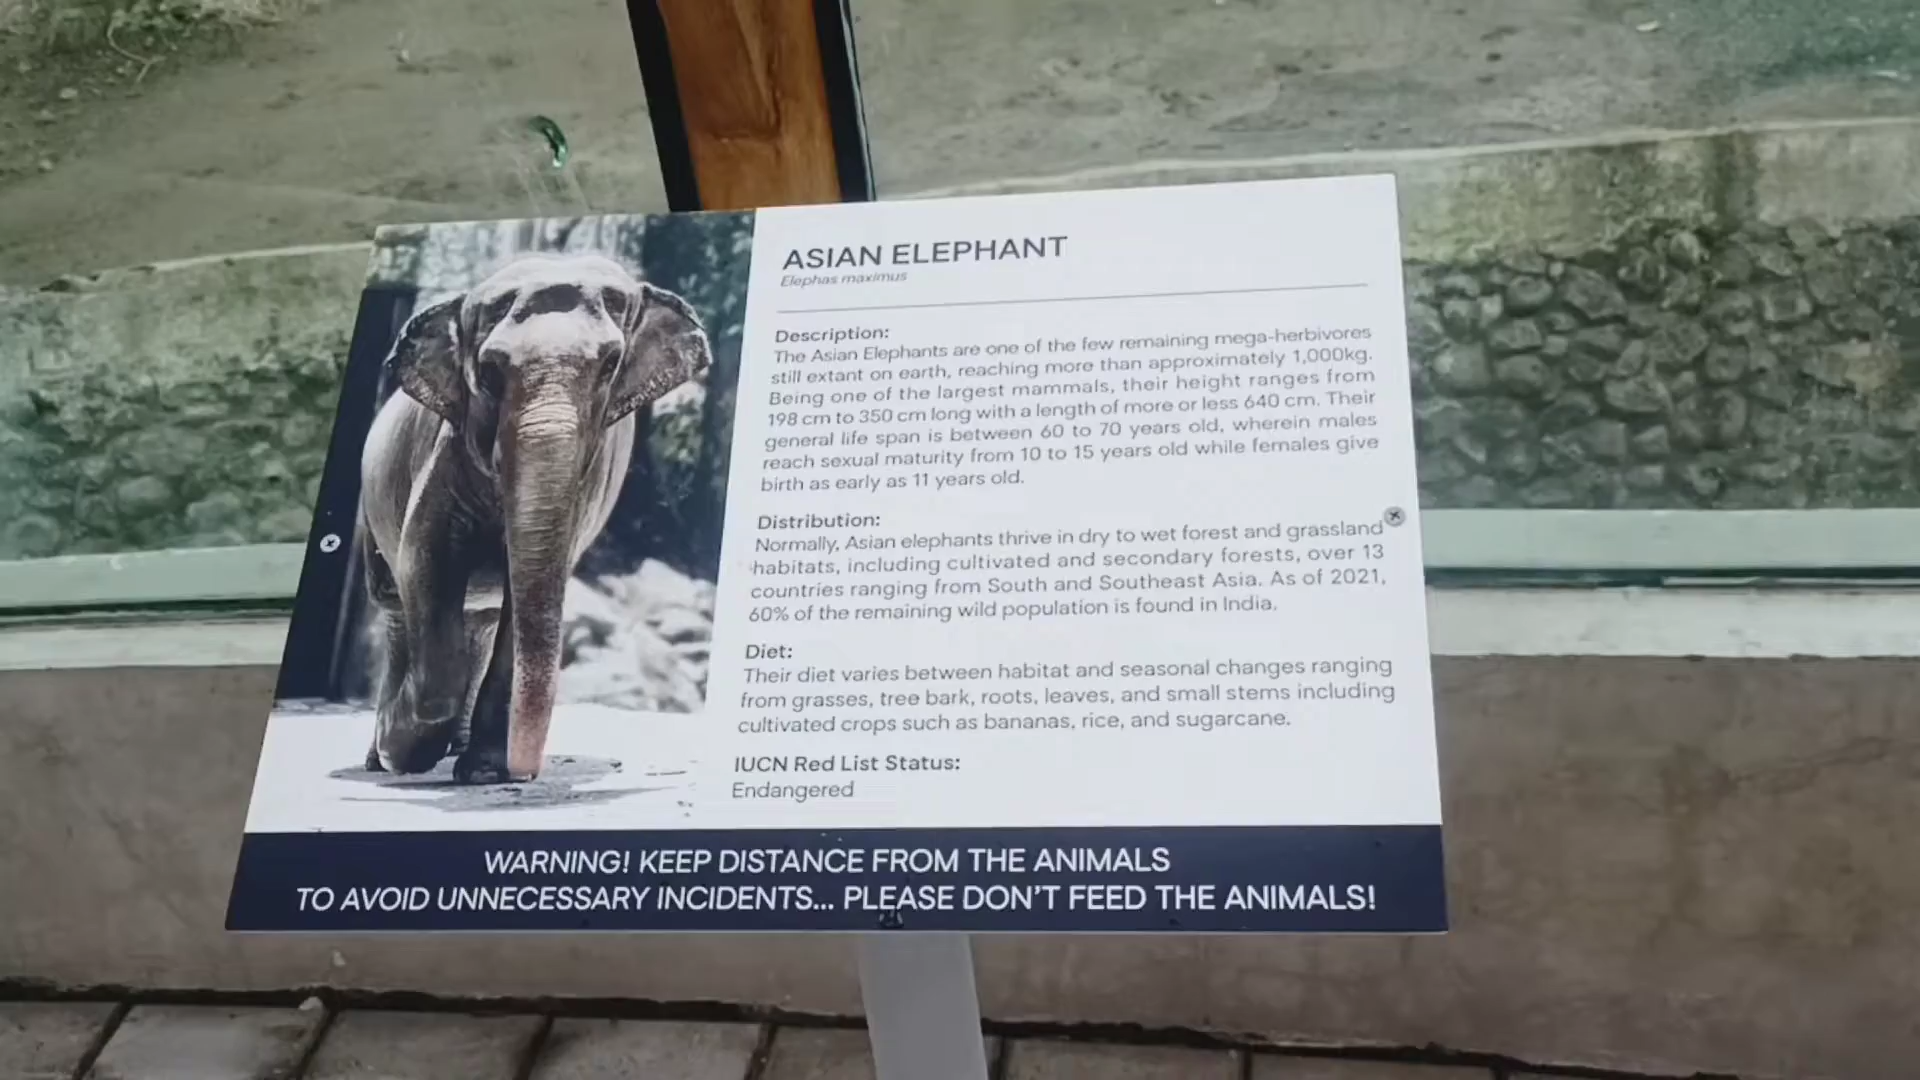 ASIAN ELEPHANT
Elephas maximus
Description:
The Asian Elephants are one of the few remaining mega-herbivores
still extant on earth, reaching more than approximately 1,000kg.
Being one of the largest mammals, their height ranges from
198 cm to 350 cm long with a length of more or less 640 cm. Their
general life span is between 60 to 70 years old, wherein males
reach sexual maturity from 10 to 15 years old while females give
birth as early as 11 years old.
Distribution:
Normally, Asian elephants thrive in dry to wet forest and grassland
habitats, including cultivated and secondary forests, over 13
countries ranging from South and Southeast Asia. As of 2021,
60% of the remaining wild population is found in India.
Diet:
Their diet varies between habitat and seasonal changes ranging
from grasses, tree bark, roots, leaves, and small stems including
cultivated crops such as bananas, rice, and sugarcane.
IUCN Red List Status:
Endangered
WARNING! KEEP DISTANCE FROM THE ANIMALS
TO AVOID UNNECESSARY INCIDENTS... PLEASE DON'T FEED THE ANIMALS!